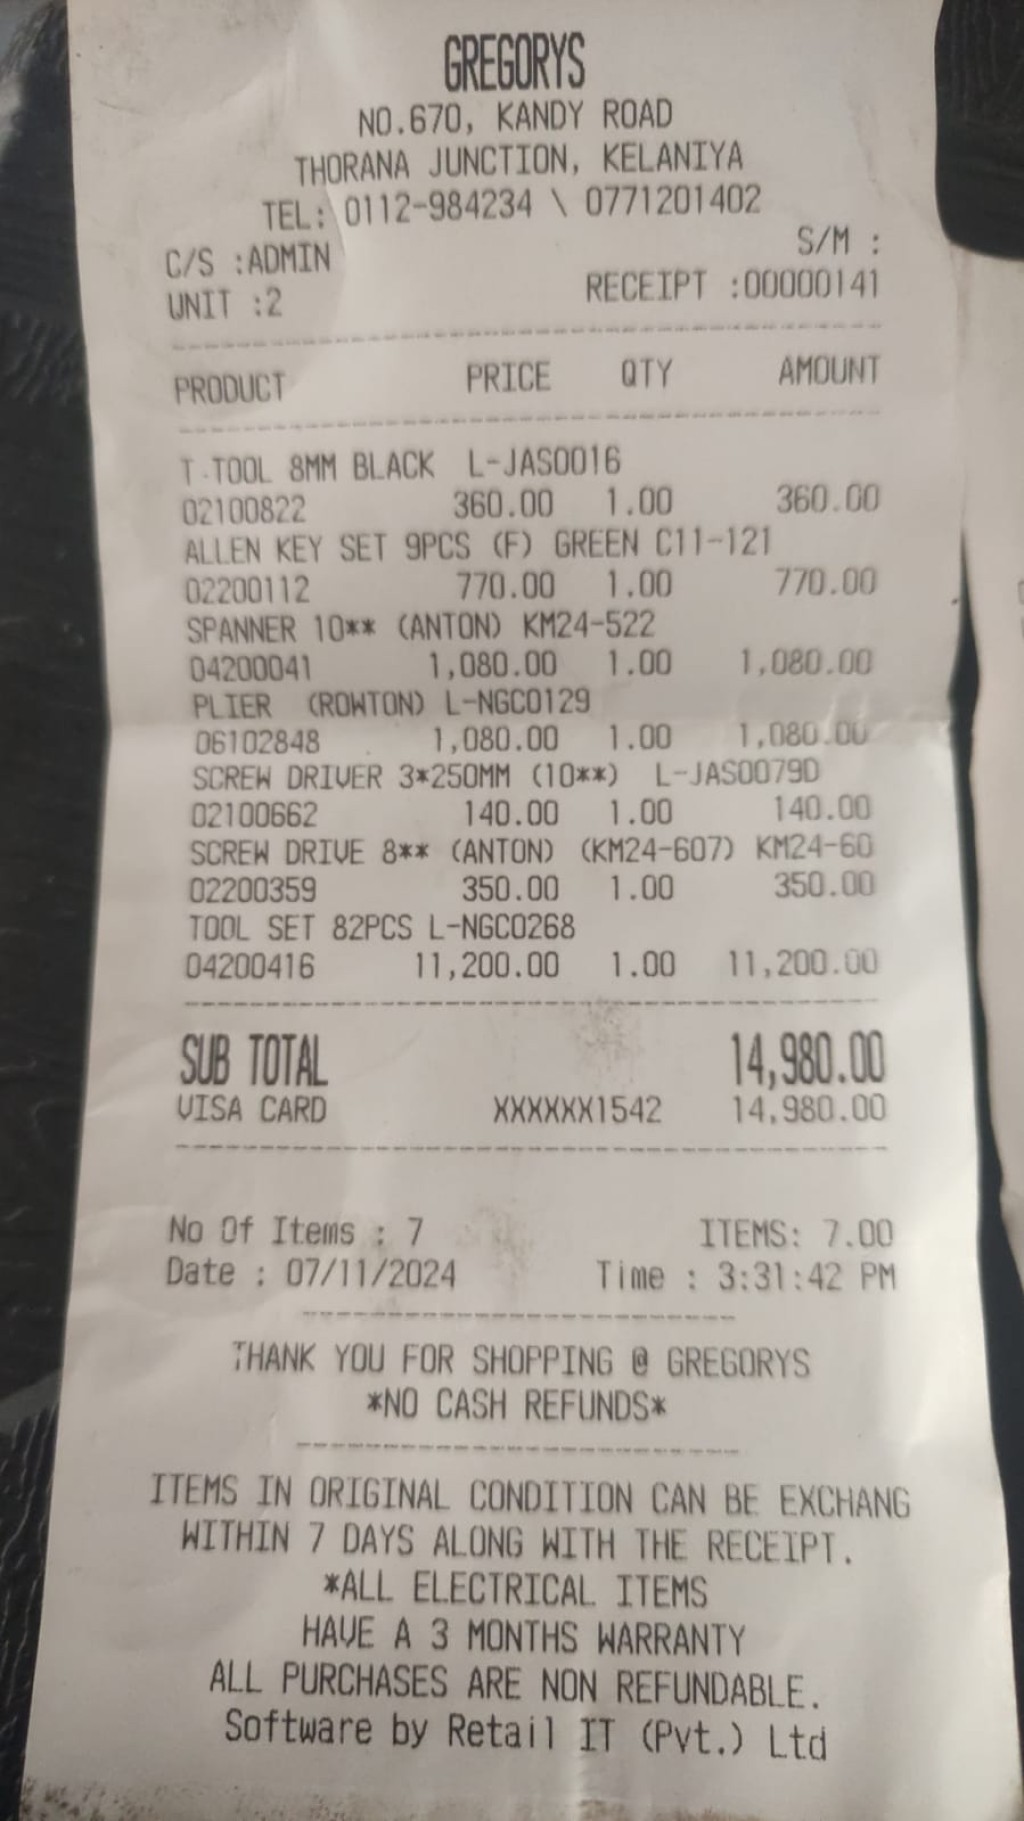 GREGORYS
NO.670, KANDY ROAD
THORANA JUNCTION, KELANIYA
TEL: 0112-984234 \ 0771201402
S/M :
C/S :ADMIN
UNIT :2 RECEIPT :00000141
PRODUCT PRICE QTY AMOUNT
T-TOOL 8MM BLACK L-JAS0016
02100822 360.00 1.00 360.00
ALLEN KEY SET 9PCS (F) GREEN C11-121
02200112 770.00 1.00 770.00
SPANNER 10** (ANTON) KM24-522
04200041 1,080.00 1.00 1,080.00
PLIER (ROWTON) L-NGC0129
06102848 1,080.00 1.00 1,080.00
SCREW DRIVER 3*250MM (10**) L-JAS0079D
02100662 140.00 1.00 140.00
SCREW DRIVE 8** (ANTON) (KM24-607) KM24-60
02200359 350.00 1.00 350.00
TOOL SET 82PCS L-NGC0268
04200416 11,200.00 1.00 11,200.00
SUB TOTAL 14,980.00
VISA CARD XXXXXX1542 14,980.00
No Of Items : 7 ITEMS: 7.00
Date : 07/11/2024 Time : 3:31:42 PM
THANK YOU FOR SHOPPING @ GREGORYS
*NO CASH REFUNDS*
ITEMS IN ORIGINAL CONDITION CAN BE EXCHANG
WITHIN 7 DAYS ALONG WITH THE RECEIPT.
*ALL ELECTRICAL ITEMS
HAVE A 3 MONTHS WARRANTY
ALL PURCHASES ARE NON REFUNDABLE.
Software by Retail IT (Pvt.) Ltd